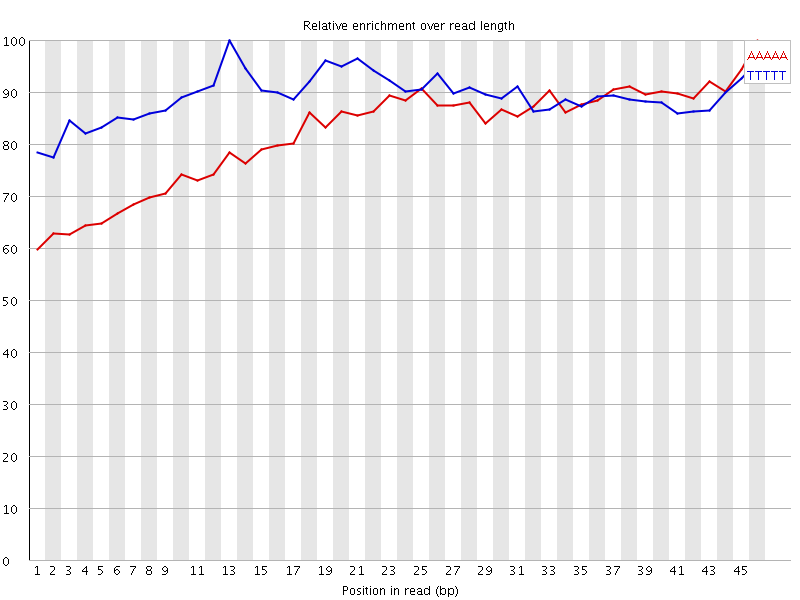 Relative enrichment over read length
100
90
80
70
60
50
40
30
20
10
0
AAAAA
TTTTT
1 2 3 4 5 6 7 8 9 11 13 15 17 19 21 23 25 27 29 31 33 35 37 39 41 43 45
Position in read (bp)